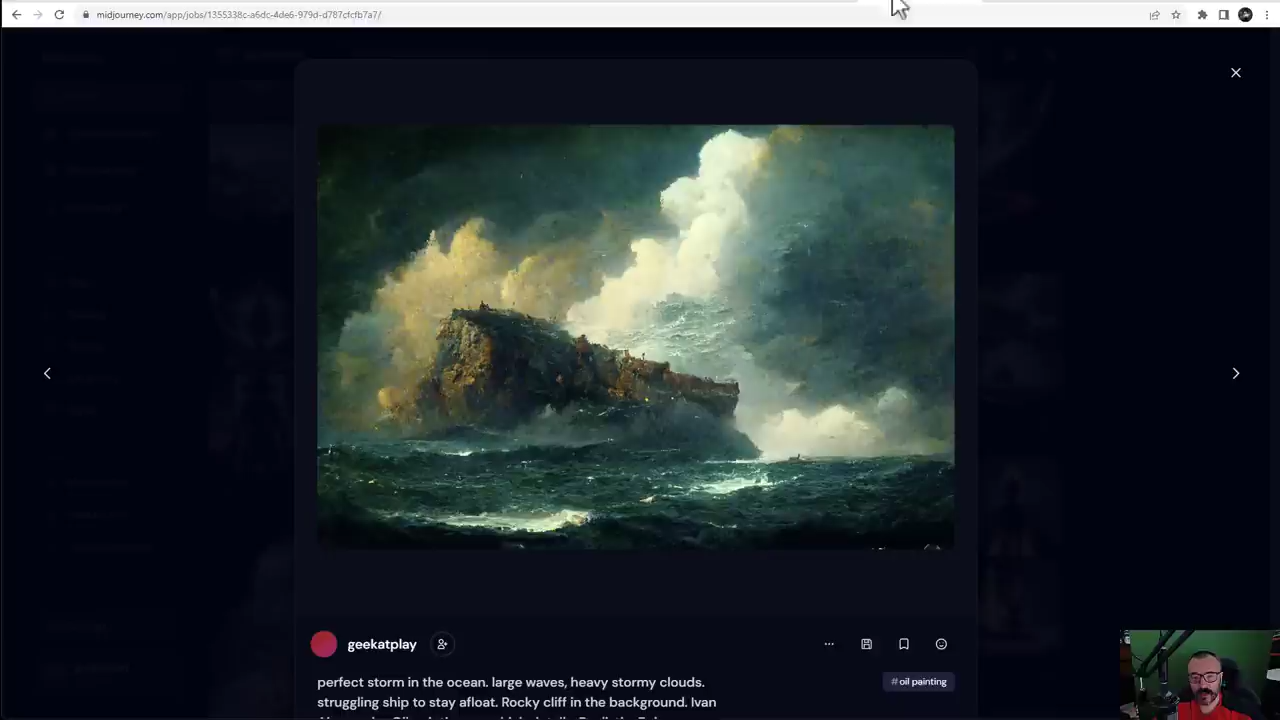 midjourney.com/app/jobs/1355338c-a6dc-4de6-979d-d787cfcfb7a7/
geekatplay
perfect storm in the ocean. large waves, heavy stormy clouds.
# oil painting
struggling ship to stay afloat. Rocky cliff in the background. Ivan